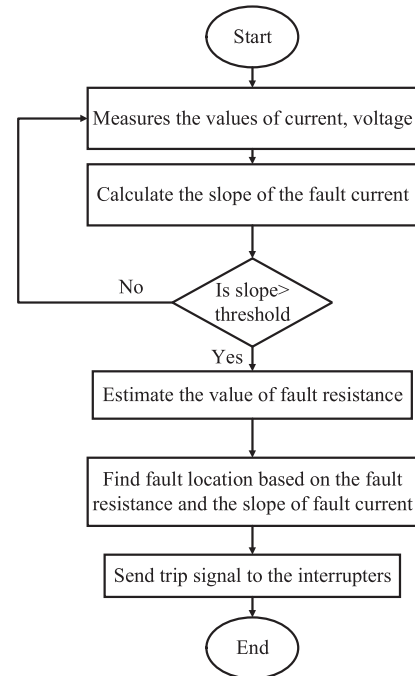 Start
Measures the values of current, voltage
Calculate the slope of the fault current
Is slope>
threshold
No
Yes
Estimate the value of fault resistance
Find fault location based on the fault
resistance and the slope of fault current
Send trip signal to the interrupters
End